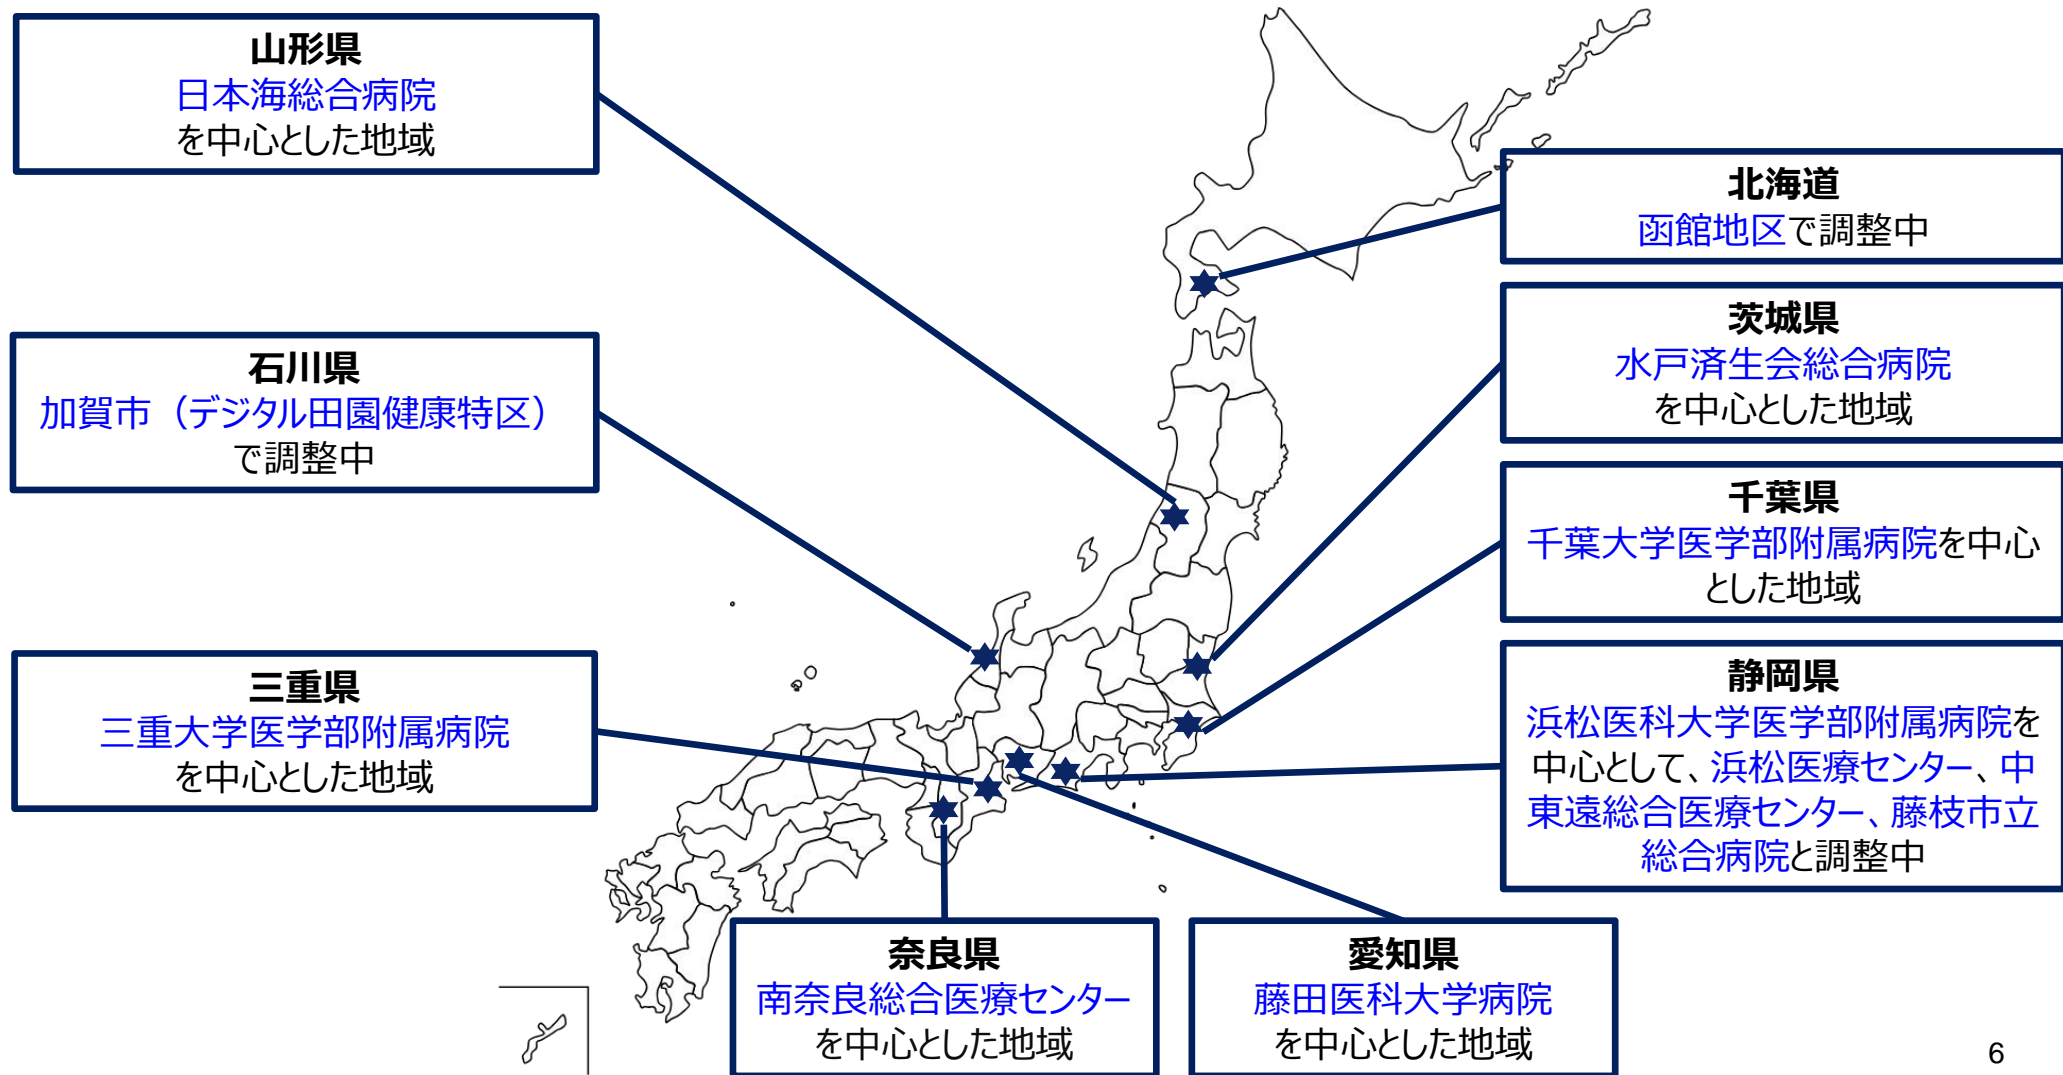 山形県
日本海総合病院
を中心とした地域
北海道
函館地区で調整中
茨城県
水戸済生会総合病院
を中心とした地域
石川県
加賀市（デジタル田園健康特区）
で調整中
千葉県
千葉大学医学部附属病院を中心
とした地域
三重県
三重大学医学部附属病院
を中心とした地域
静岡県
浜松医科大学医学部附属病院を
中心として、浜松医療センター、中
東遠総合医療センター、藤枝市立
総合病院と調整中
奈良県
南奈良総合医療センター
を中心とした地域
愛知県
藤田医科大学病院
を中心とした地域
6